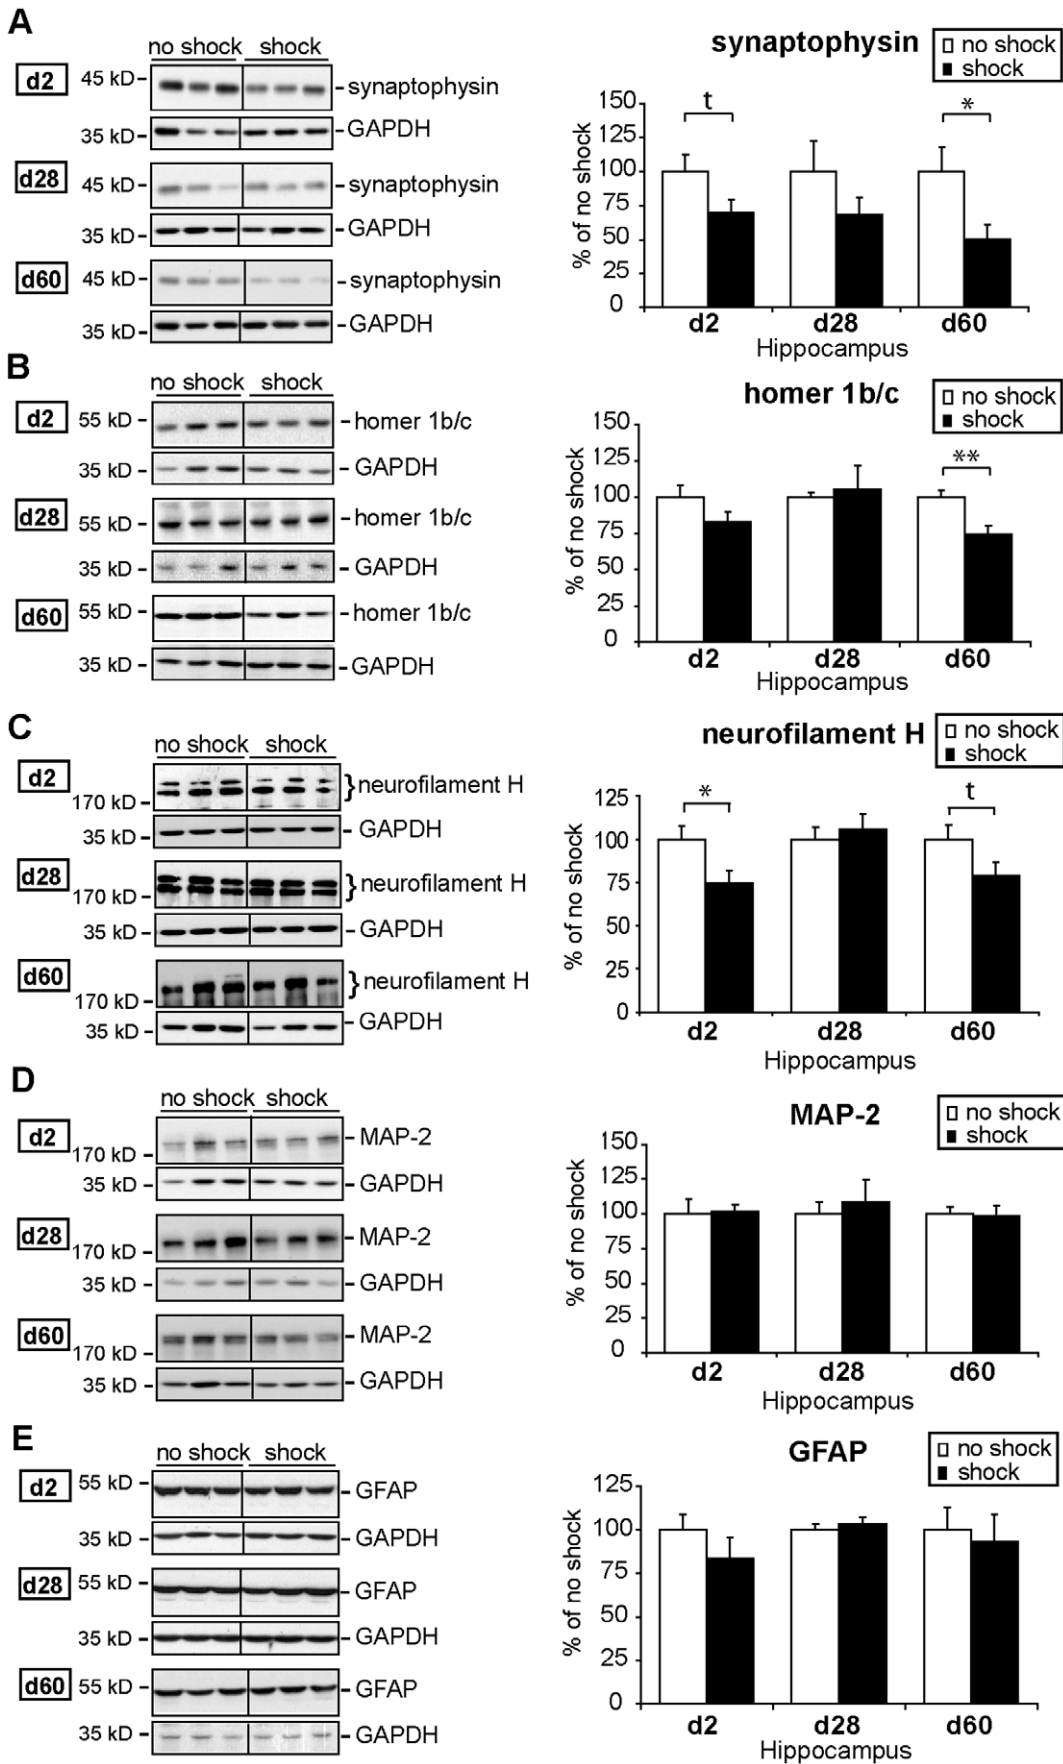 A
no shock shock
d2
45 kD
synaptophysin
35 kD
GAPDH
d28
45 kD
synaptophysin
35 kD
GAPDH
d60
45 kD
synaptophysin
35 kD
GAPDH
synaptophysin
no shock
shock
% of no shock
150
125
100
75
50
25
0
t
*
d2 d28 d60
Hippocampus
B
no shock shock
d2
55 kD
homer 1b/c
35 kD
GAPDH
d28
55 kD
homer 1b/c
35 kD
GAPDH
d60
55 kD
homer 1b/c
35 kD
GAPDH
homer 1b/c
no shock
shock
% of no shock
150
125
100
75
50
25
0
**
d2 d28 d60
Hippocampus
C
no shock shock
d2
170 kD
} neurofilament H
35 kD
GAPDH
d28
170 kD
} neurofilament H
35 kD
GAPDH
d60
170 kD
} neurofilament H
35 kD
GAPDH
neurofilament H
no shock
shock
% of no shock
125
100
75
50
25
0
*
t
d2 d28 d60
Hippocampus
D
no shock shock
d2
170 kD
MAP-2
35 kD
GAPDH
d28
170 kD
MAP-2
35 kD
GAPDH
d60
170 kD
MAP-2
35 kD
GAPDH
MAP-2
no shock
shock
% of no shock
150
125
100
75
50
25
0
d2 d28 d60
Hippocampus
E
no shock shock
d2
55 kD
GFAP
35 kD
GAPDH
d28
55 kD
GFAP
35 kD
GAPDH
d60
55 kD
GFAP
35 kD
GAPDH
GFAP
no shock
shock
% of no shock
125
100
75
50
25
0
d2 d28 d60
Hippocampus